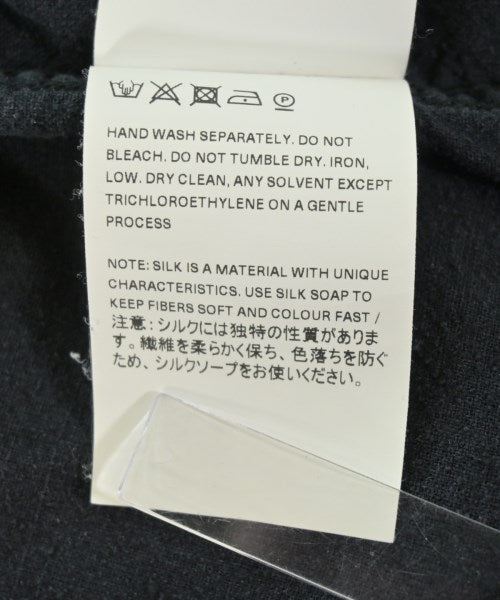 HAND WASH SEPARATELY. DO NOT
BLEACH. DO NOT TUMBLE DRY. IRON,
LOW. DRY CLEAN, ANY SOLVENT EXCEPT
TRICHLOROETHYLENE ON A GENTLE
PROCESS
NOTE: SILK IS A MATERIAL WITH UNIQUE
CHARACTERISTICS. USE SILK SOAP TO
KEEP FIBERS SOFT AND COLOUR FAST /
注意: シルクには独特の性質がありま
す。繊維を柔らかく保ち、色落ちを防ぐ
ため、シルクソープをお使いください。